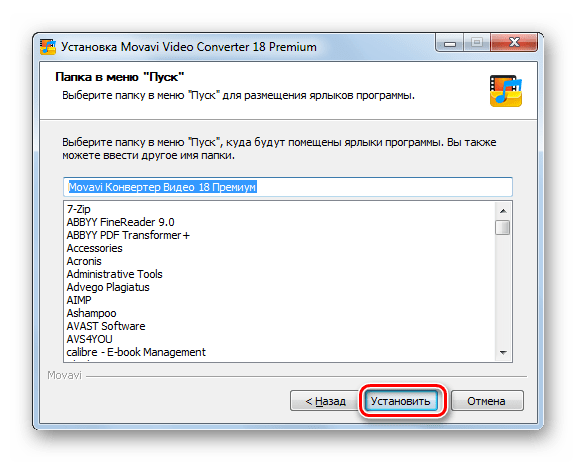 Установка Movavi Video Converter 18 Premium
Папка в меню "Пуск"
Выберите папку в меню "Пуск" для размещения ярлыков программы.
Выберите папку в меню "Пуск", куда будут помещены ярлыки программы. Вы также
можете ввести другое имя папки.
Movavi Конвертер Видео 18 Премиум
7-Zip
ABBYY FineReader 9.0
ABBYY PDF Transformer+
Accessories
Acronis
Administrative Tools
Advego Plagiatus
AIMP
Ashampoo
AVAST Software
AVS4YOU
calibre - E-book Management
Movavi
< Назад
Установить
Отмена